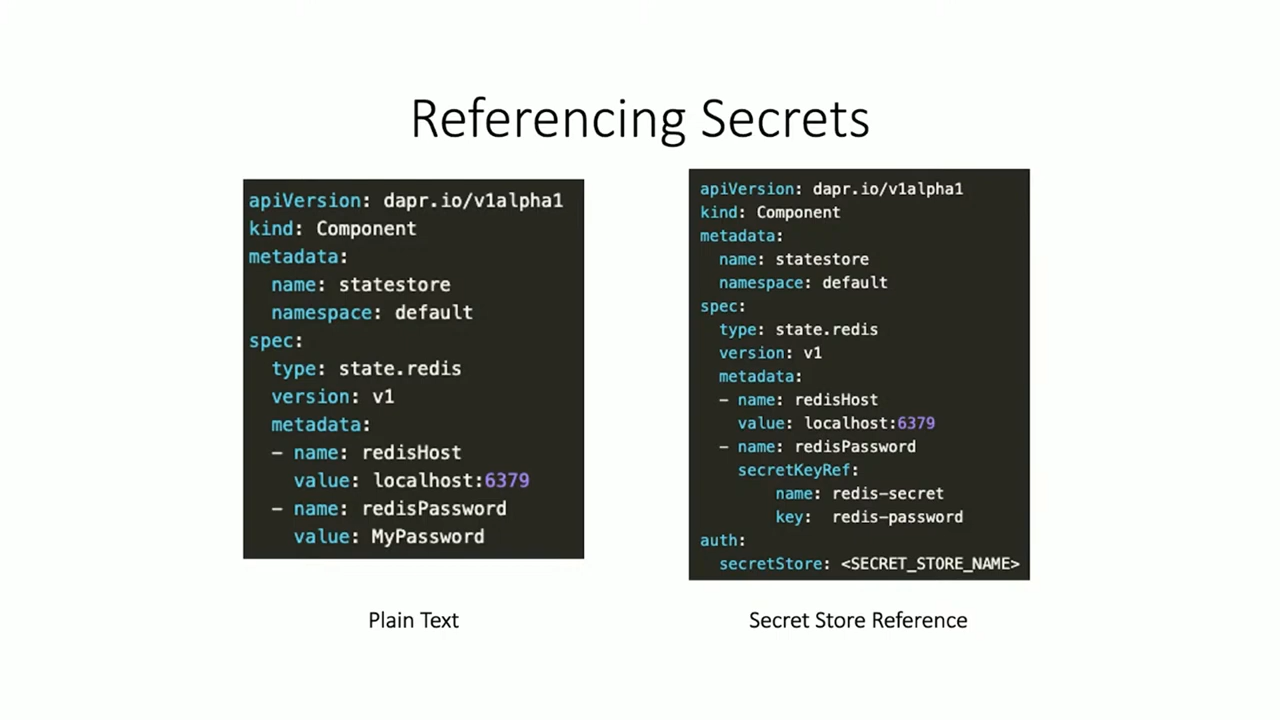 Referencing Secrets
apiVersion: dapr.io/v1alpha1
kind: Component
metadata:
  name: statestore
  namespace: default
spec:
  type: state.redis
  version: v1
  metadata:
  - name: redisHost
    value: localhost:6379
  - name: redisPassword
    value: MyPassword
Plain Text
apiVersion: dapr.io/v1alpha1
kind: Component
metadata:
  name: statestore
  namespace: default
spec:
  type: state.redis
  version: v1
  metadata:
  - name: redisHost
    value: localhost:6379
  - name: redisPassword
    secretKeyRef:
        name: redis-secret
        key:  redis-password
auth:
  secretStore: <SECRET_STORE_NAME>
Secret Store Reference